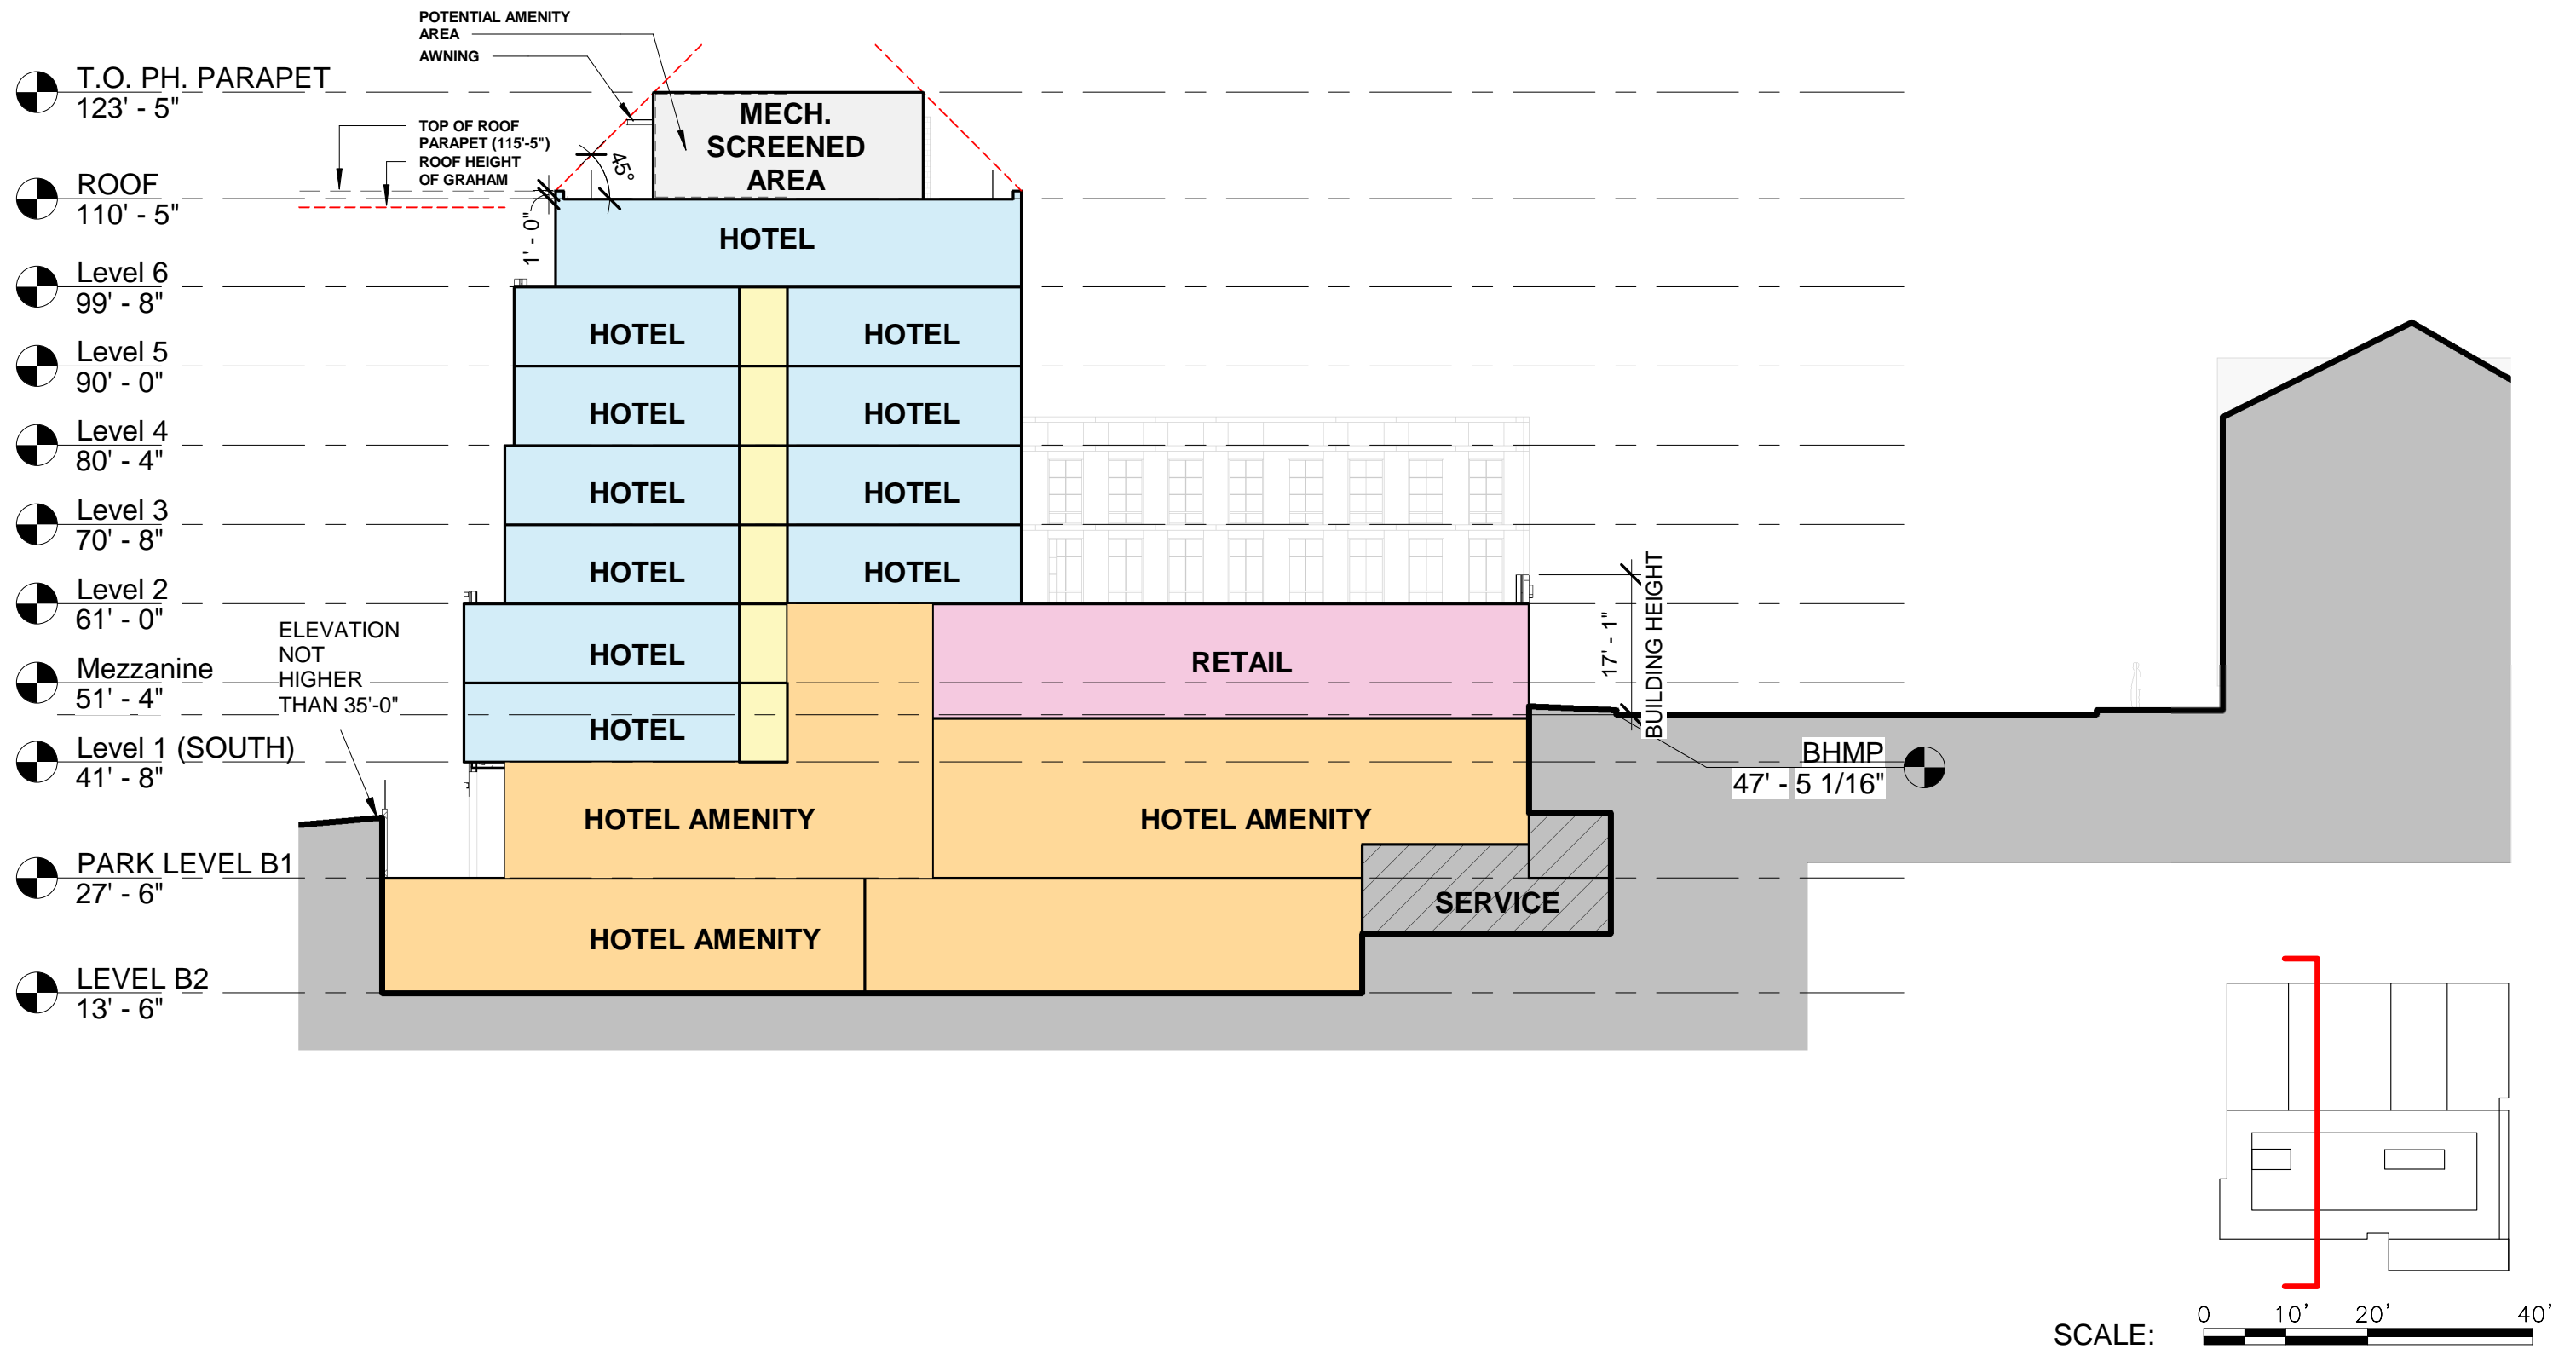 POTENTIAL AMENITY
AREA
AWNING
T.O. PH. PARAPET
123' - 5"
MECH.
SCREENED
AREA
TOP OF ROOF
PARAPET (115'-5")
ROOF HEIGHT
OF GRAHAM
45°
ROOF
110' - 5"
1' - 0"
HOTEL
Level 6
99' - 8"
HOTEL
HOTEL
Level 5
90' - 0"
HOTEL
HOTEL
Level 4
80' - 4"
HOTEL
HOTEL
Level 3
70' - 8"
HOTEL
HOTEL
Level 2
61' - 0"
ELEVATION
NOT
HIGHER
THAN 35'-0"
HOTEL
RETAIL
17' - 1"
BUILDING HEIGHT
Mezzanine
51' - 4"
HOTEL
Level 1 (SOUTH)
41' - 8"
BHMP
47' - 5 1/16"
HOTEL AMENITY
HOTEL AMENITY
PARK LEVEL B1
27' - 6"
SERVICE
HOTEL AMENITY
LEVEL B2
13' - 6"
SCALE:
0 10' 20' 40'